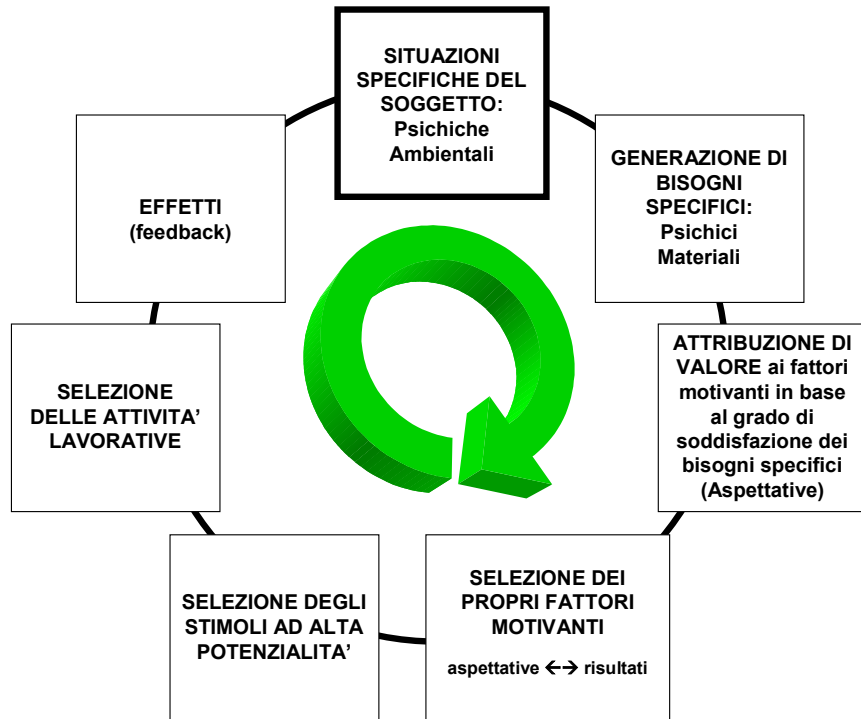 SITUAZIONI
SPECIFICHE DEL
SOGGETTO:
Psichiche
Ambientali
GENERAZIONE DI
BISOGNI
SPECIFICI:
Psichici
Materiali
ATTRIBUZIONE DI
VALORE ai fattori
motivanti in base
al grado di
soddisfazione dei
bisogni specifici
(Aspettative)
SELEZIONE DEI
PROPRI FATTORI
MOTIVANTI
aspettative ←→ risultati
SELEZIONE DEGLI
STIMOLI AD ALTA
POTENZIALITA’
SELEZIONE
DELLE ATTIVITA’
LAVORATIVE
EFFETTI
(feedback)